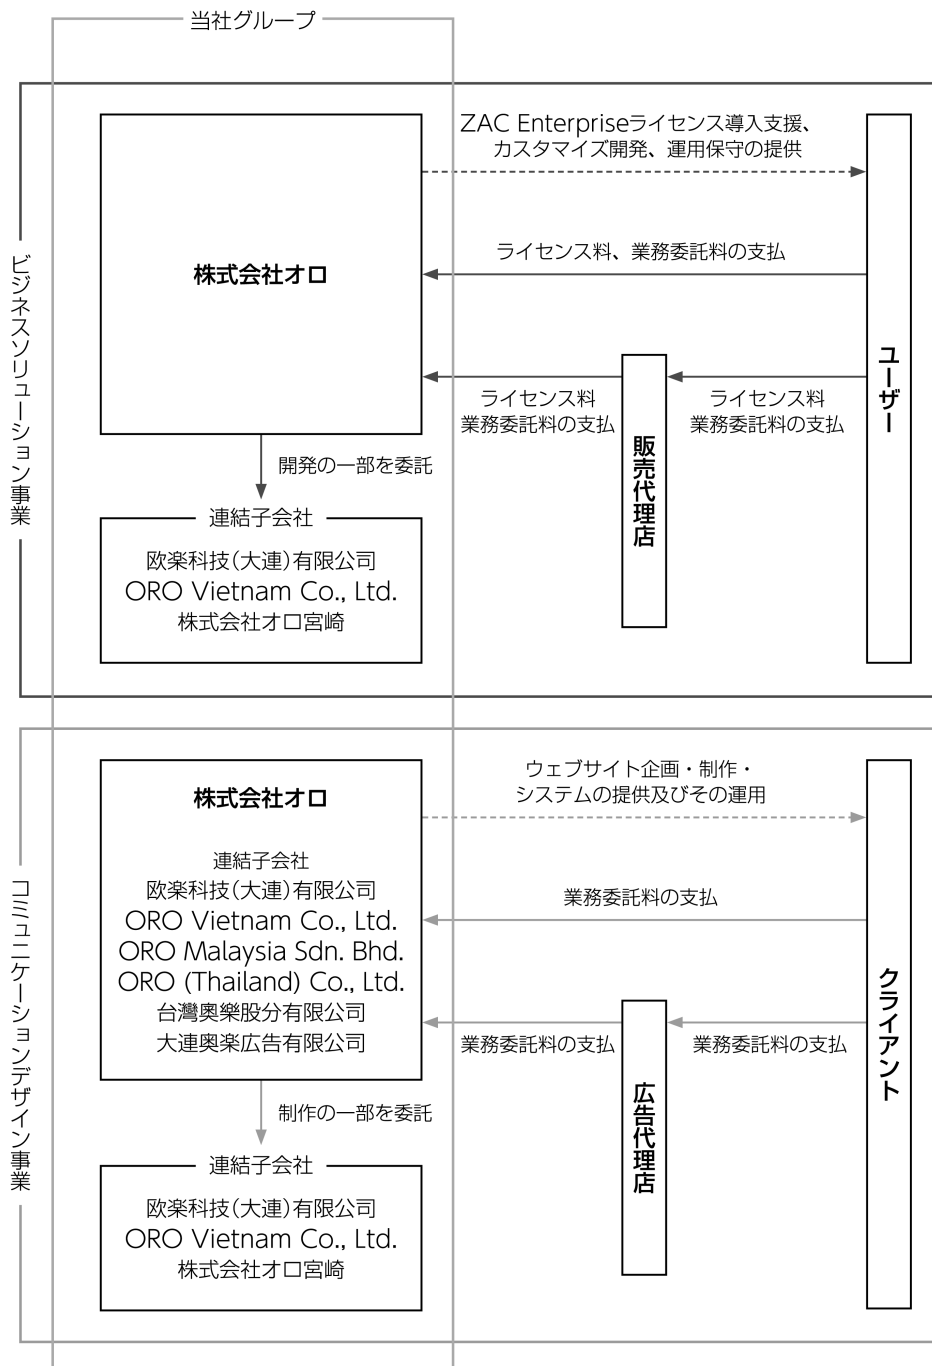 当社グループ
ビジネスソリューション事業
株式会社オロ
ZAC Enterpriseライセンス導入支援、
カスタマイズ開発、運用保守の提供
ライセンス料、業務委託料の支払
ライセンス料
業務委託料の支払
ライセンス料
業務委託料の支払
販売代理店
ユーザー
開発の一部を委託
連結子会社
欧楽科技(大連)有限公司
ORO Vietnam Co., Ltd.
株式会社オロ宮崎
コミュニケーションデザイン事業
株式会社オロ
連結子会社
欧楽科技(大連)有限公司
ORO Vietnam Co., Ltd.
ORO Malaysia Sdn. Bhd.
ORO (Thailand) Co., Ltd.
台灣奧樂股分有限公司
大連奥楽広告有限公司
ウェブサイト企画・制作・
システムの提供及びその運用
業務委託料の支払
業務委託料の支払
業務委託料の支払
広告代理店
クライアント
制作の一部を委託
連結子会社
欧楽科技(大連)有限公司
ORO Vietnam Co., Ltd.
株式会社オロ宮崎